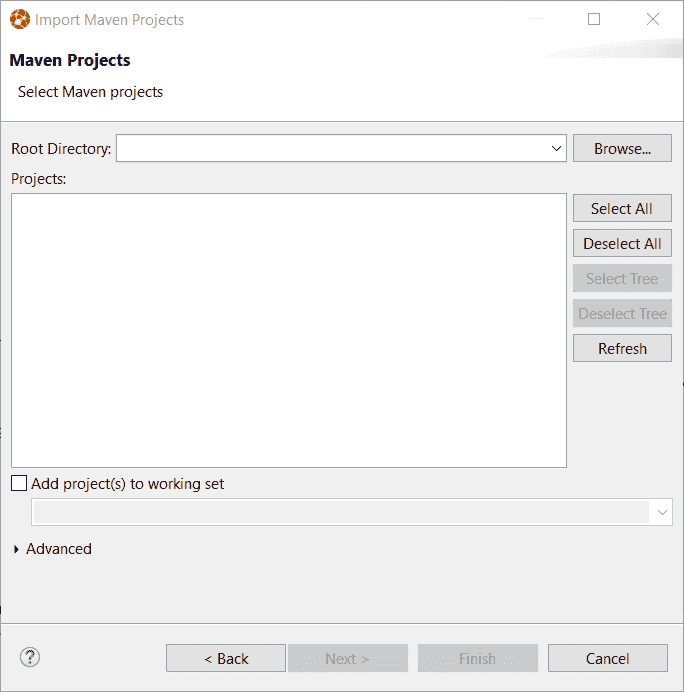 Import Maven Projects
Maven Projects
Select Maven projects
Root Directory:
Browse...
Projects:
Select All
Deselect All
Select Tree
Deselect Tree
Refresh
Add project(s) to working set
Advanced
?
< Back
Next >
Finish
Cancel